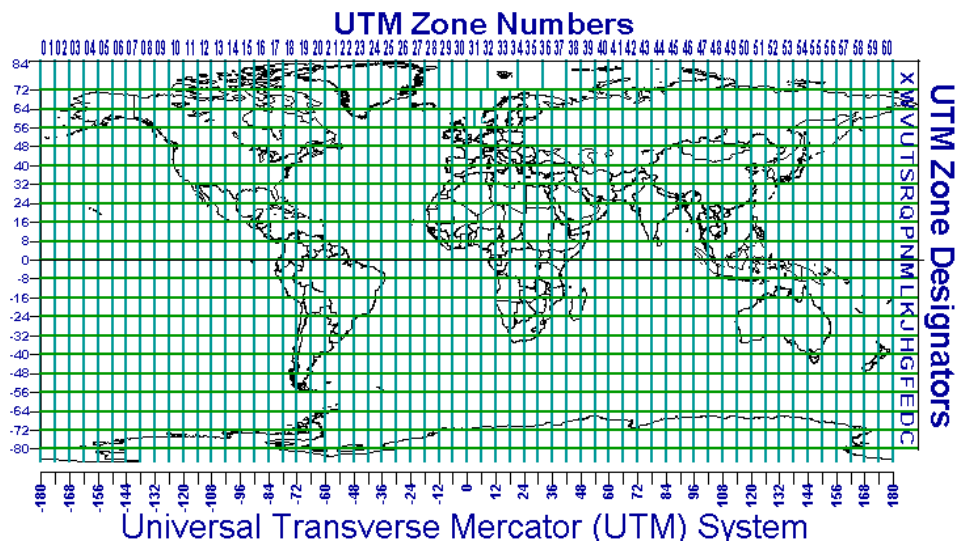 UTM Zone Numbers
01 02 03 04 05 06 07 08 09 10 11 12 13 14 15 16 17 18 19 20 21 22 23 24 25 26 27 28 29 30 31 32 33 34 35 36 37 38 39 40 41 42 43 44 45 46 47 48 49 50 51 52 53 54 55 56 57 58 59 60
84
72
64
56
48
40
32
24
16
8
0
-8
-16
-24
-32
-40
-48
-56
-64
-72
-80
X
W
V
U
T
S
R
Q
P
N
M
L
K
J
H
G
F
E
D
C
UTM Zone Designators
-180 -168 -156 -144 -132 -120 -108 -96 -84 -72 -60 -48 -36 -24 -12 0 12 24 36 48 60 72 84 96 108 120 132 144 156 168 180
Universal Transverse Mercator (UTM) System